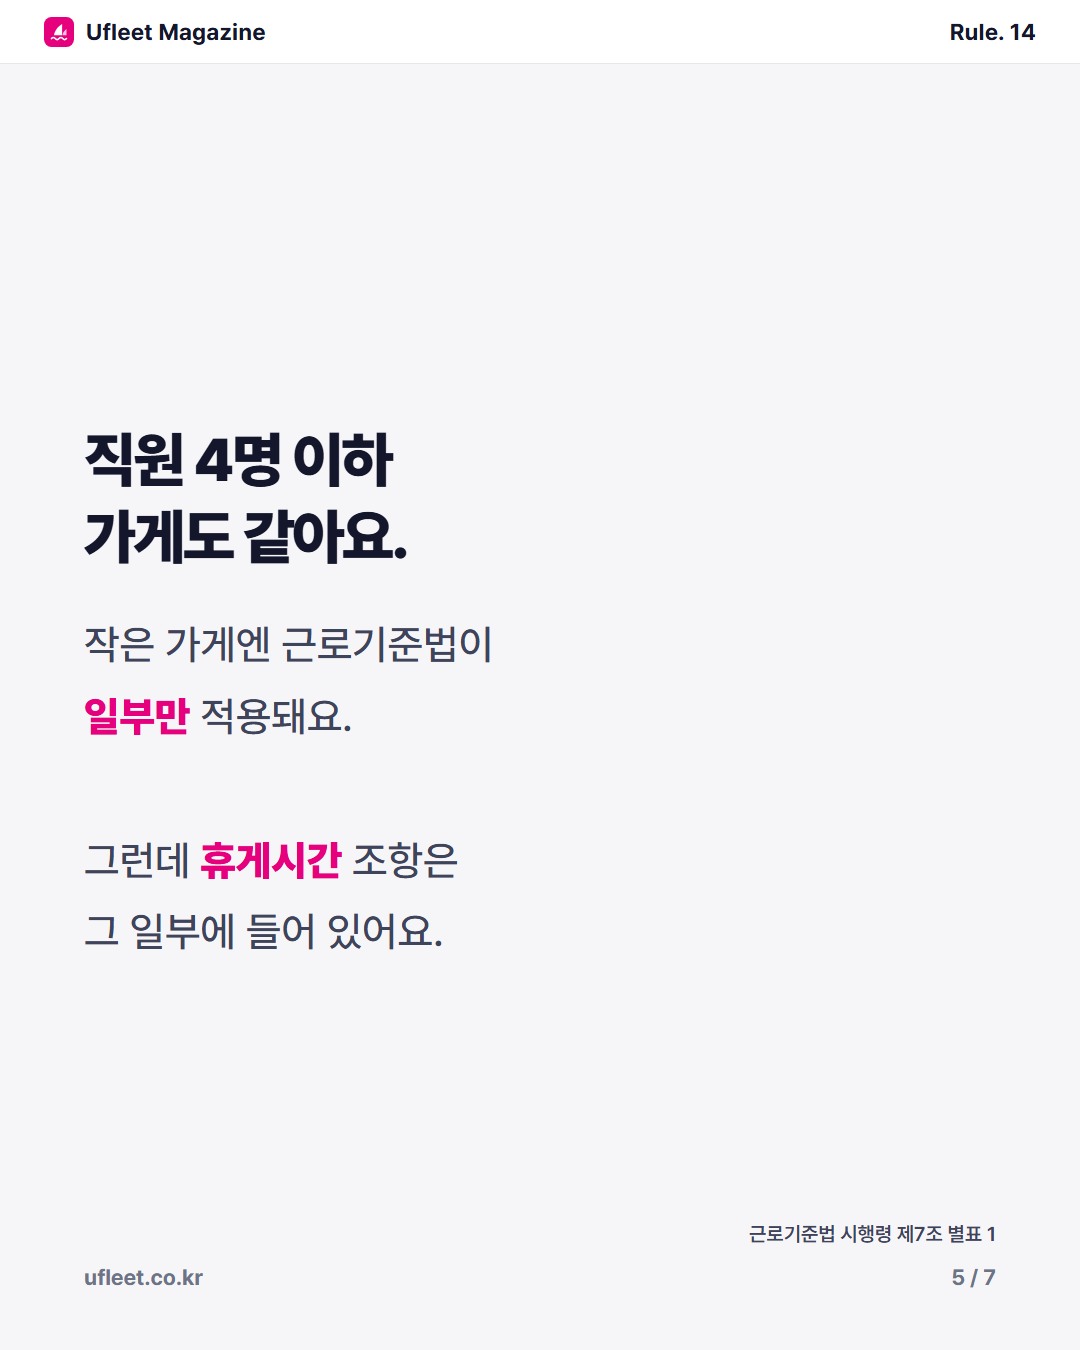 Ufleet Magazine
Rule. 14
직원 4명 이하
가게도 같아요.
작은 가게엔 근로기준법이
일부만 적용돼요.
그런데 휴게시간 조항은
그 일부에 들어 있어요.
근로기준법 시행령 제7조 별표 1
ufleet.co.kr
5 / 7